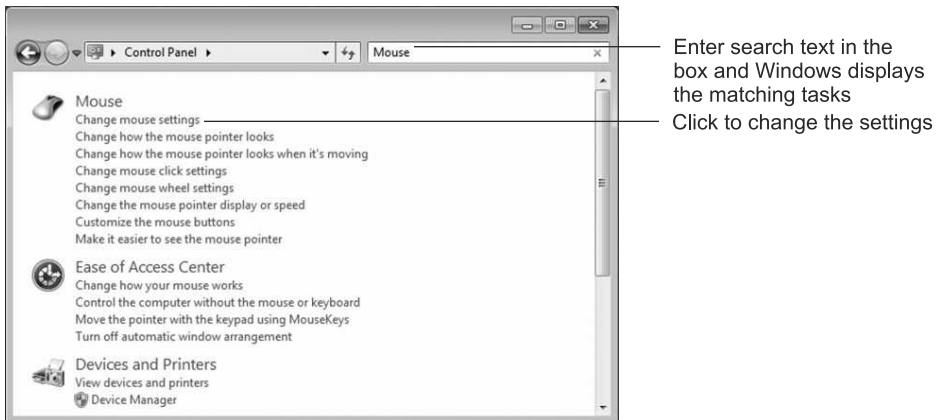 Control Panel
Mouse
Enter search text in the
box and Windows displays
the matching tasks
Mouse
Change mouse settings
Click to change the settings
Change how the mouse pointer looks
Change how the mouse pointer looks when it's moving
Change mouse click settings
Change mouse wheel settings
Change the mouse pointer display or speed
Customize the mouse buttons
Make it easier to see the mouse pointer
Ease of Access Center
Change how your mouse works
Control the computer without the mouse or keyboard
Move the pointer with the keypad using MouseKeys
Turn off automatic window arrangement
Devices and Printers
View devices and printers
Device Manager